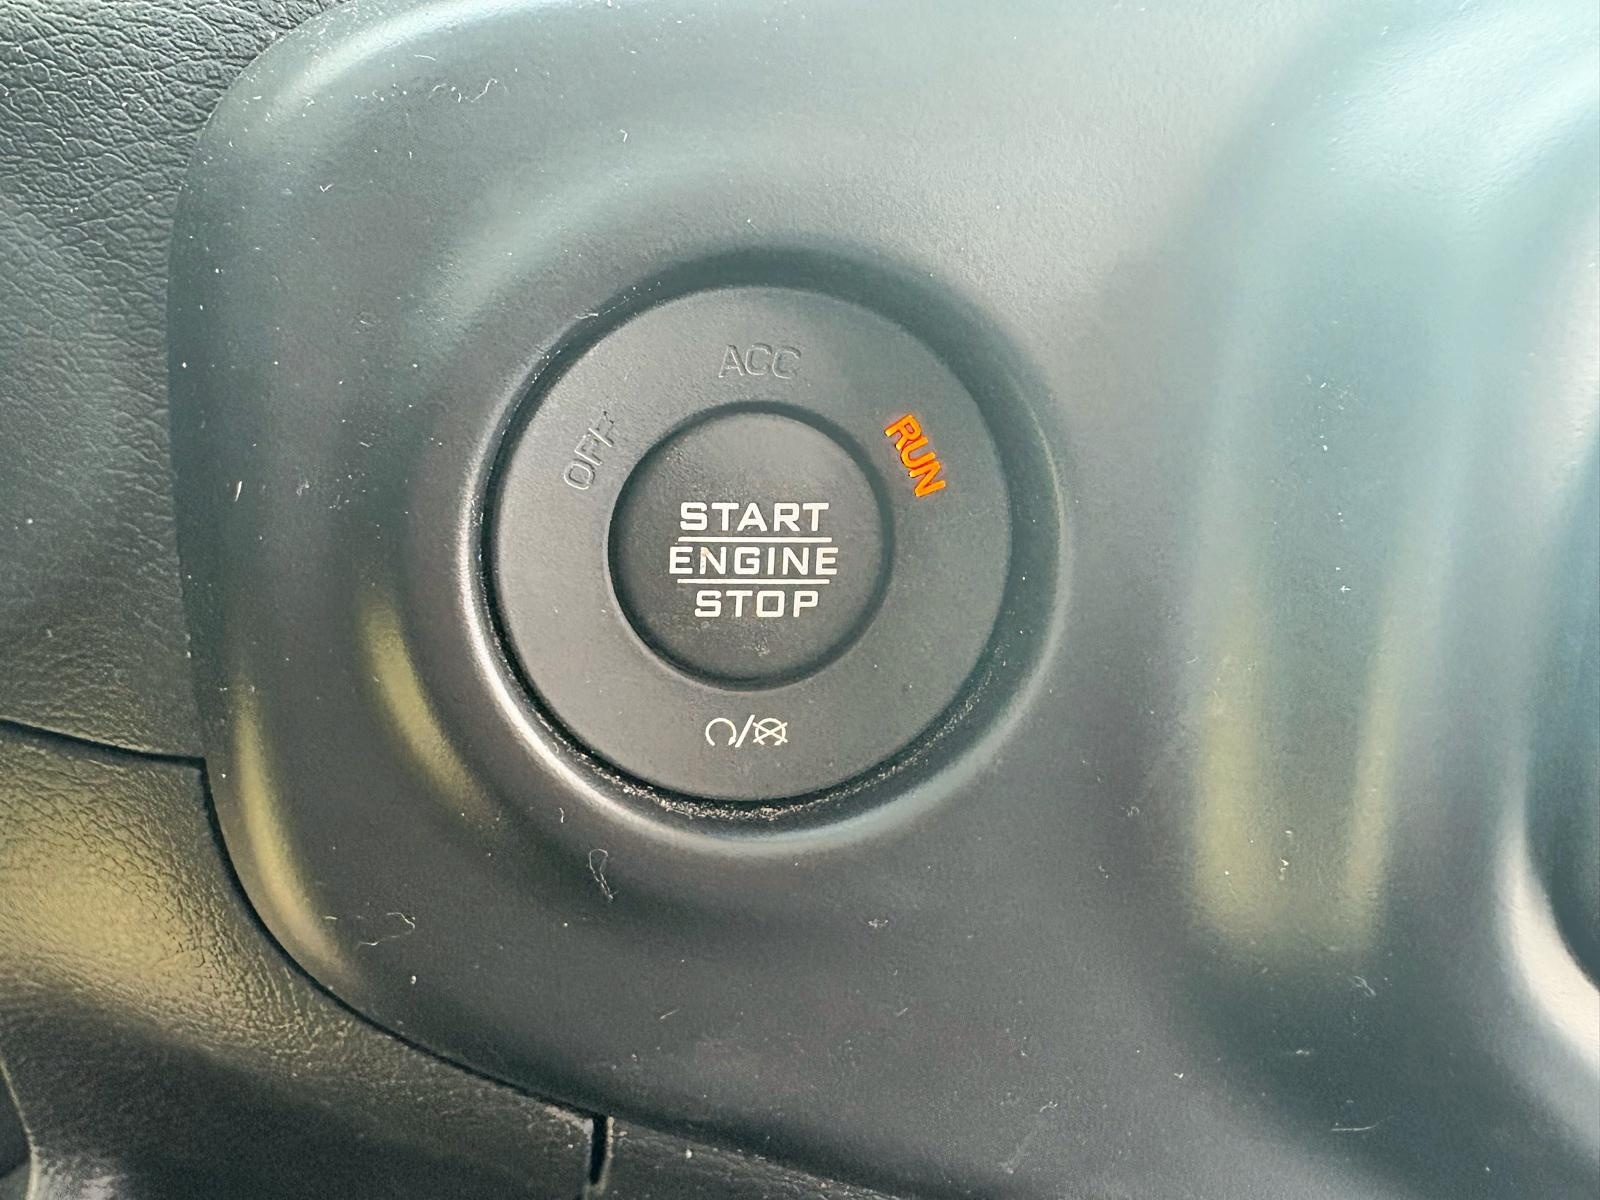 ACC
OFF
RUN
START
ENGINE
STOP